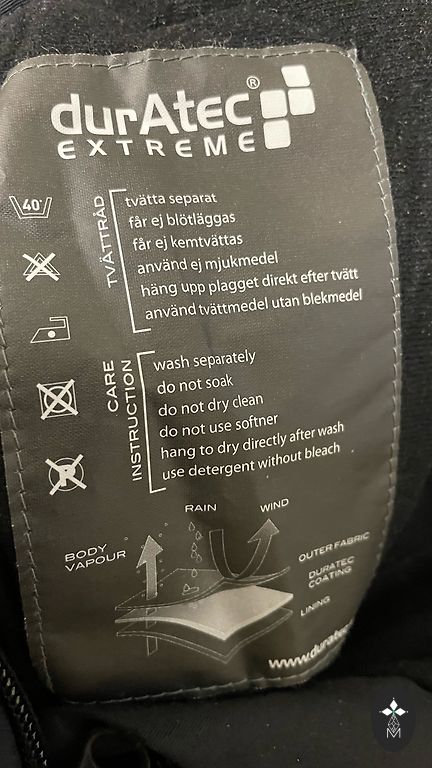 durAtec®
EXTREME
40°
TVÄTTRÅD
tvätta separat
får ej blötläggas
får ej kemtvättas
använd ej mjukmedel
häng upp plagget direkt efter tvätt
använd tvättmedel utan blekmedel
CARE
INSTRUCTION
wash separately
do not soak
do not dry clean
do not use softner
hang to dry directly after wash
use detergent without bleach
P
RAIN
WIND
BODY
VAPOUR
OUTER FABRIC
DURATEC
COATING
LINING
www.duratec.
M